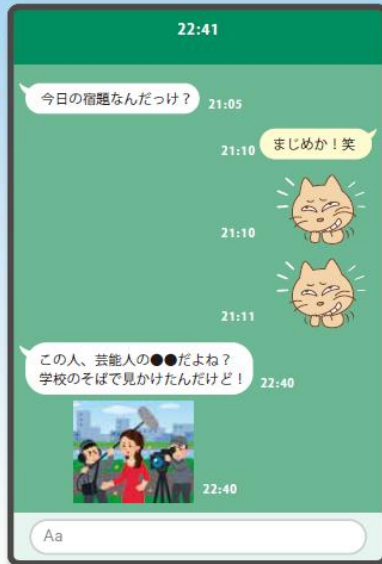 22:41
今日の宿題なんだっけ？
21:05
まじめか！笑
21:10
21:10
21:11
この人、芸能人の●●だよね？
学校のそばで見かけたんだけど！
22:40
22:40
Aa